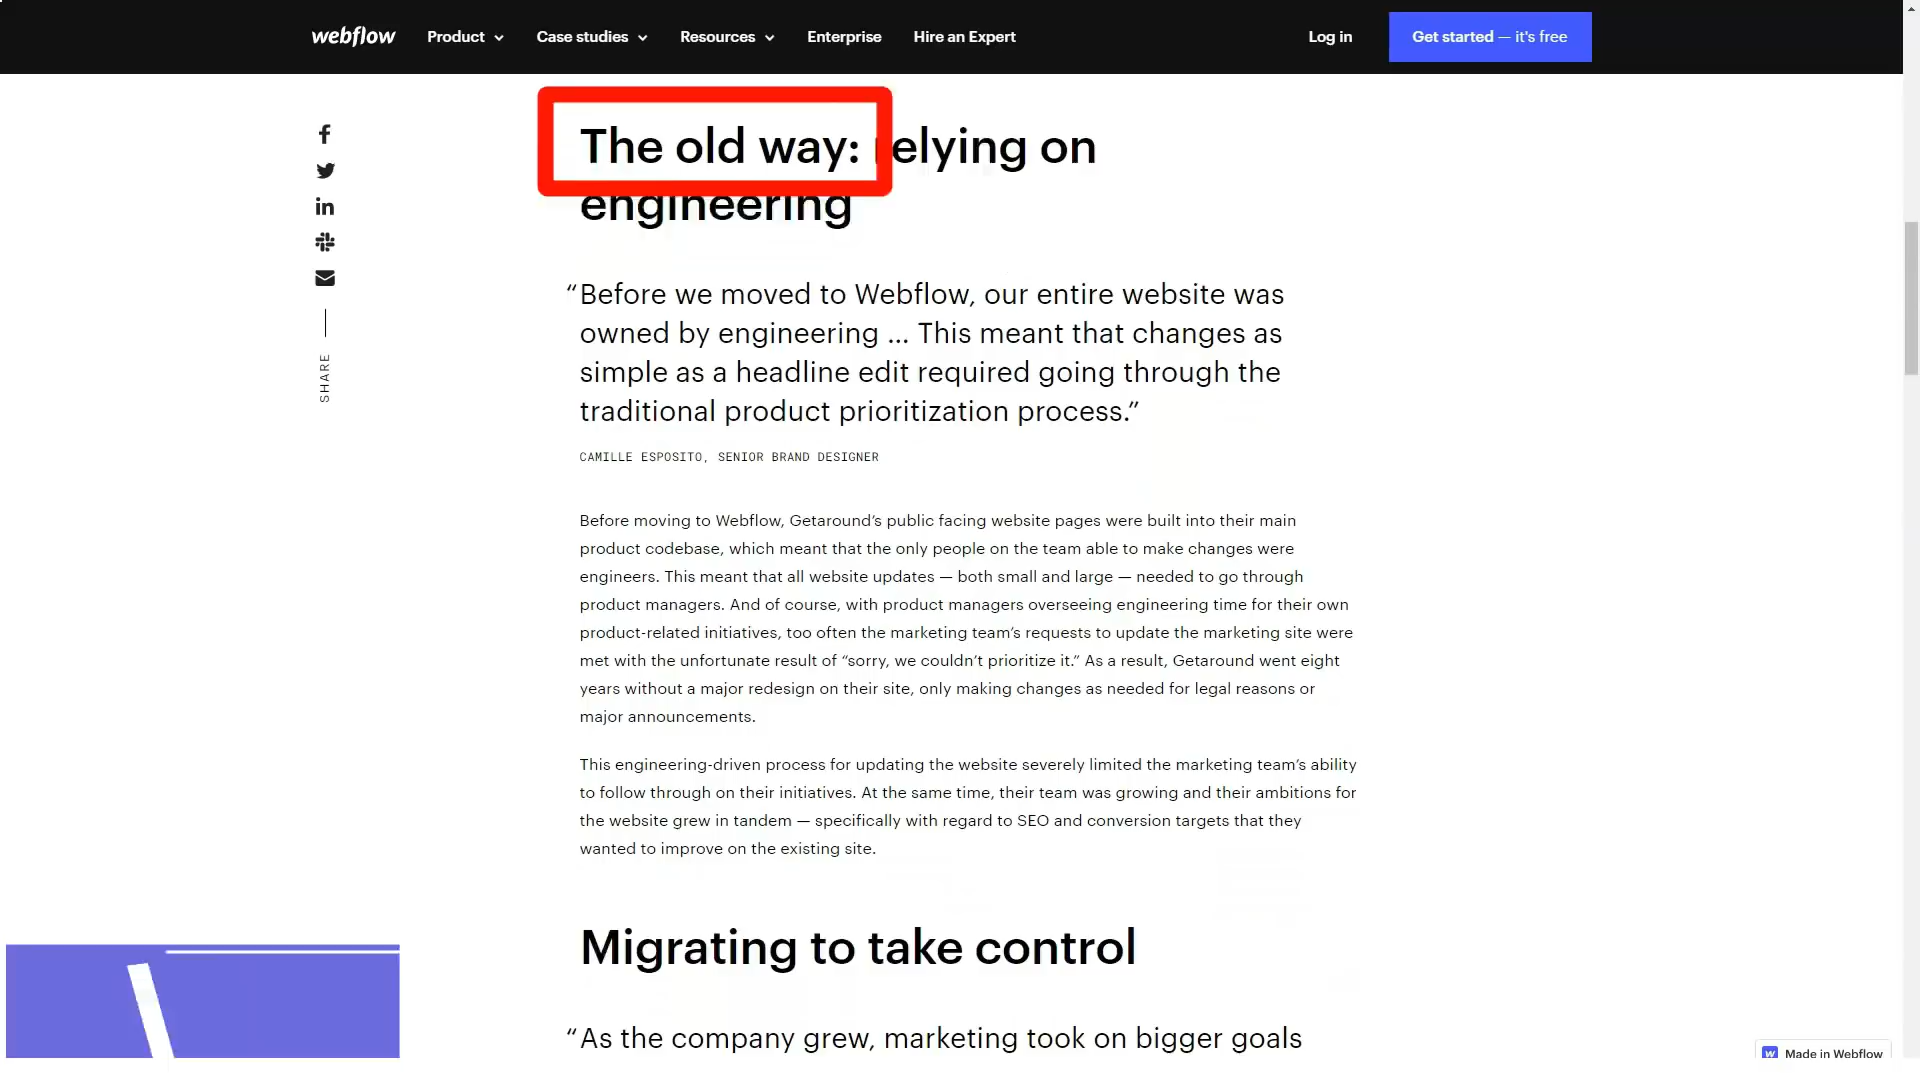 webflow Product Case studies Resources Enterprise Hire an Expert Log in Get started — it's free
The old way: relying on
engineering
SHARE
“Before we moved to Webflow, our entire website was
owned by engineering ... This meant that changes as
simple as a headline edit required going through the
traditional product prioritization process.”
CAMILLE ESPOSITO, SENIOR BRAND DESIGNER
Before moving to Webflow, Getaround’s public facing website pages were built into their main
product codebase, which meant that the only people on the team able to make changes were
engineers. This meant that all website updates — both small and large — needed to go through
product managers. And of course, with product managers overseeing engineering time for their own
product-related initiatives, too often the marketing team’s requests to update the marketing site were
met with the unfortunate result of “sorry, we couldn’t prioritize it.” As a result, Getaround went eight
years without a major redesign on their site, only making changes as needed for legal reasons or
major announcements.
This engineering-driven process for updating the website severely limited the marketing team’s ability
to follow through on their initiatives. At the same time, their team was growing and their ambitions for
the website grew in tandem — specifically with regard to SEO and conversion targets that they
wanted to improve on the existing site.
Migrating to take control
“As the company grew, marketing took on bigger goals
Made in Webflow